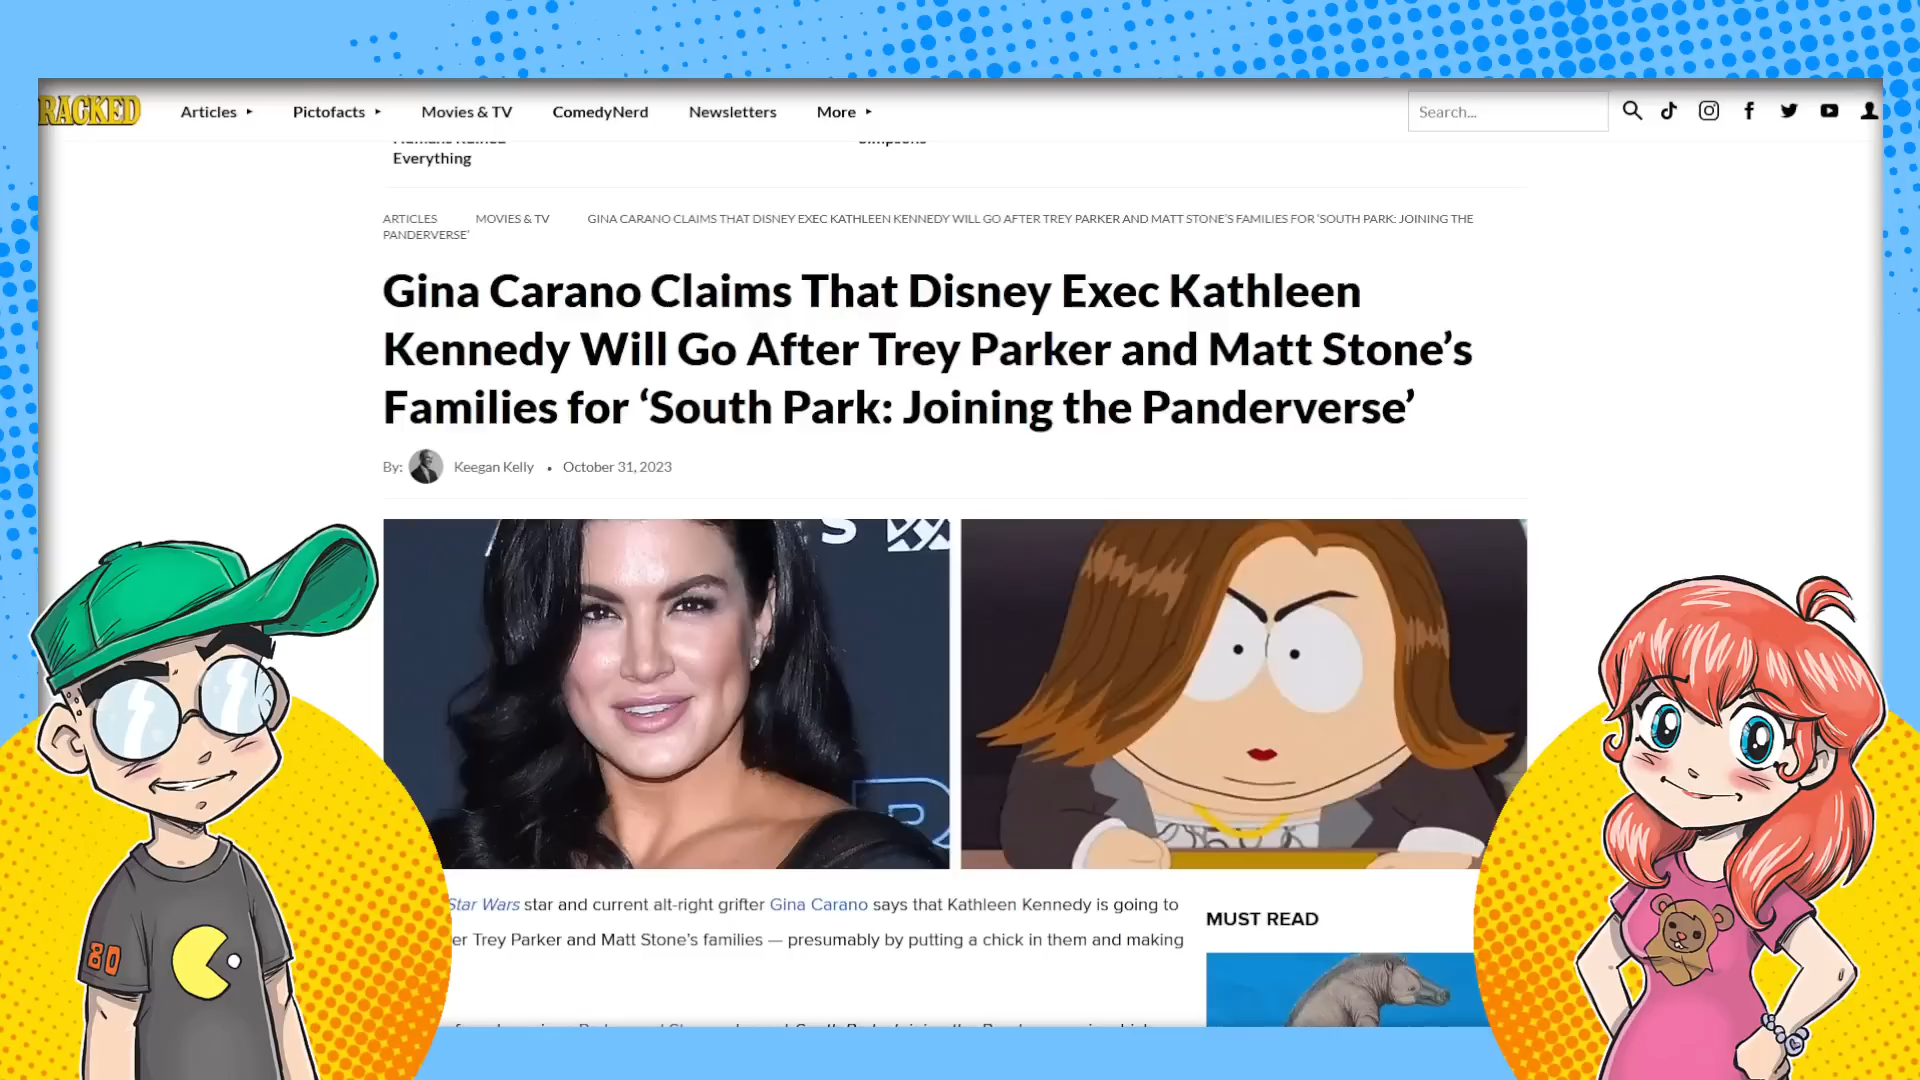 RACKED
Articles
Pictofacts
Movies & TV
ComedyNerd
Newsletters
More
Search...
Humans Ruined
Everything
Simpsons
ARTICLES
MOVIES & TV
GINA CARANO CLAIMS THAT DISNEY EXEC KATHLEEN KENNEDY WILL GO AFTER TREY PARKER AND MATT STONE’S FAMILIES FOR ‘SOUTH PARK: JOINING THE
PANDERVERSE’
Gina Carano Claims That Disney Exec Kathleen
Kennedy Will Go After Trey Parker and Matt Stone’s
Families for ‘South Park: Joining the Panderverse’
By: Keegan Kelly • October 31, 2023
S
Star Wars star and current alt-right grifter Gina Carano says that Kathleen Kennedy is going to
er Trey Parker and Matt Stone’s families — presumably by putting a chick in them and making
MUST READ
80